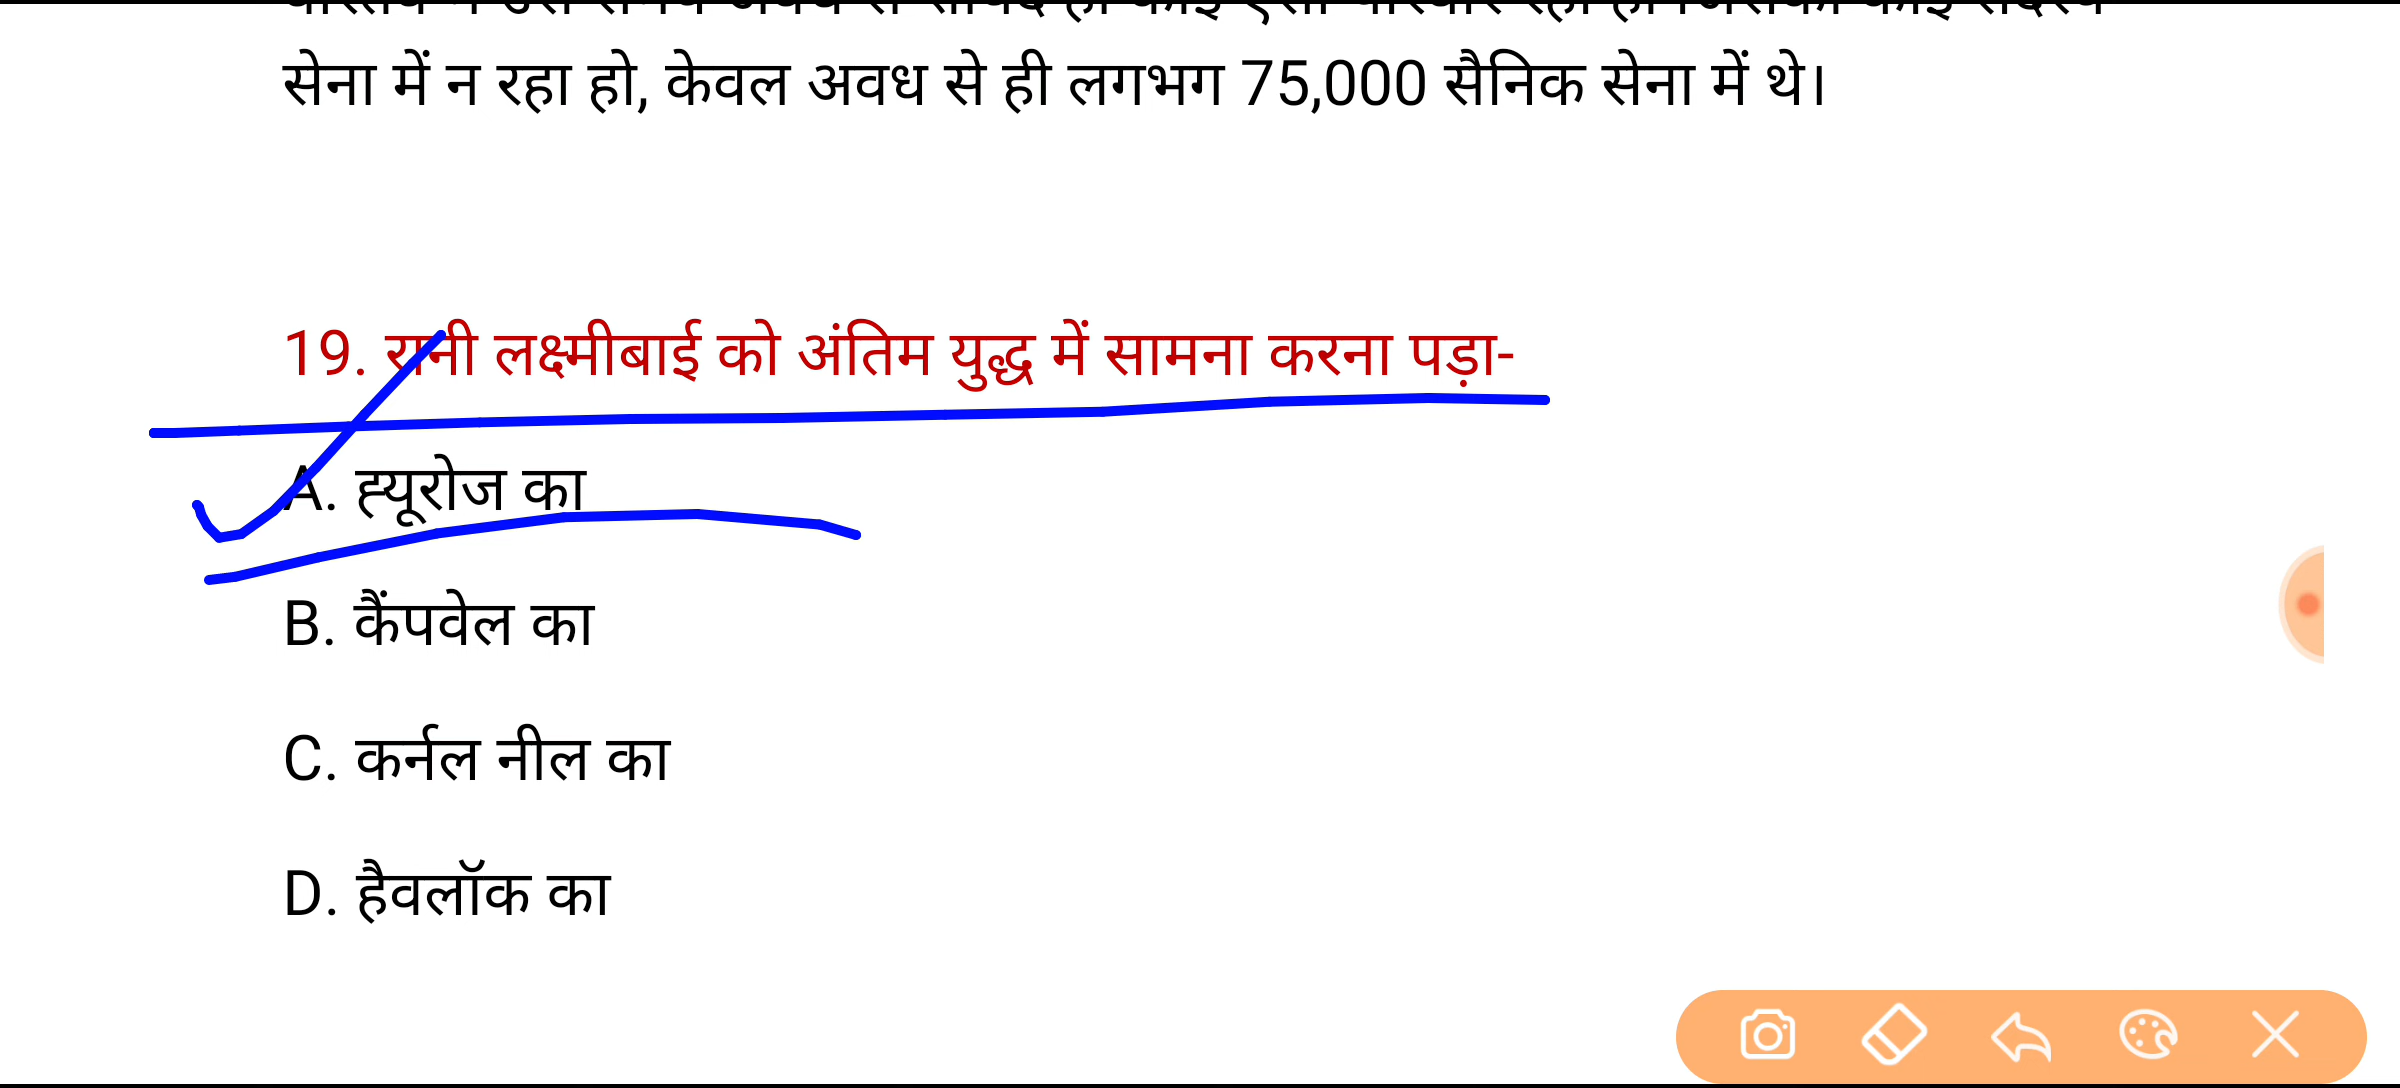 सेना में न रहा हो, केवल अवध से ही लगभग 75,000 सैनिक सेना में थे।
19. रानी लक्ष्मीबाई को अंतिम युद्ध में सामना करना पड़ा-
A. ह्यूरोज का
B. कैंपवेल का
C. कर्नल नील का
D. हैवलॉक का